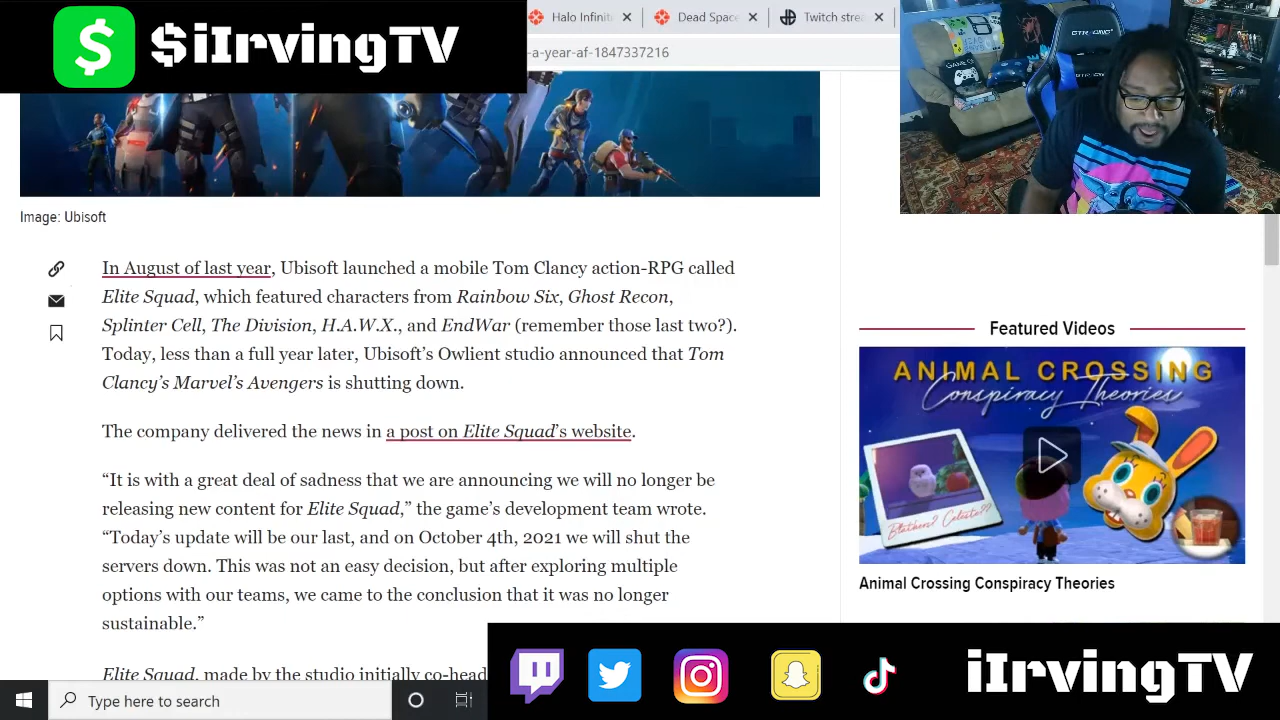 $iIrvingTV
Halo Infinit
Dead Space
Twitch strea
-a-year-af-1847337216
Image: Ubisoft
In August of last year, Ubisoft launched a mobile Tom Clancy action-RPG called
Elite Squad, which featured characters from Rainbow Six, Ghost Recon,
Splinter Cell, The Division, H.A.W.X., and EndWar (remember those last two?).
Today, less than a full year later, Ubisoft’s Owlient studio announced that Tom
Clancy’s Marvel’s Avengers is shutting down.
The company delivered the news in a post on Elite Squad’s website.
“It is with a great deal of sadness that we are announcing we will no longer be
releasing new content for Elite Squad,” the game’s development team wrote.
“Today’s update will be our last, and on October 4th, 2021 we will shut the
servers down. This was not an easy decision, but after exploring multiple
options with our teams, we came to the conclusion that it was no longer
sustainable.”
Elite Squad, made by the studio initially co-head
Featured Videos
ANIMAL CROSSING
Conspiracy Theories
Blathers? Celeste??
Animal Crossing Conspiracy Theories
iIrvingTV
Type here to search